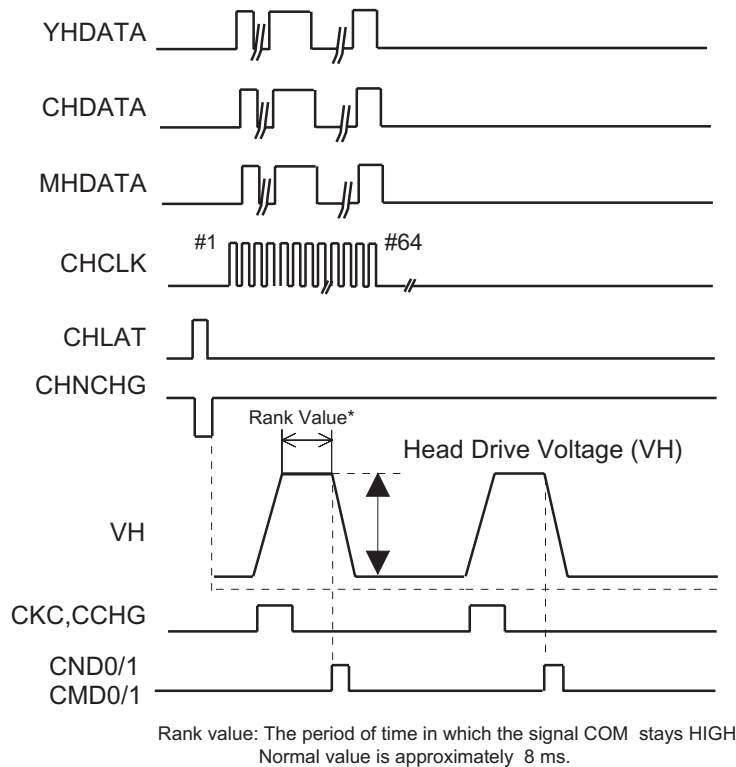 YHDATA
CHDATA
MHDATA
#1
#64
CHCLK
CHLAT
CHNCHG
Rank Value*
Head Drive Voltage (VH)
VH
CKC,CCHG
CND0/1
CMD0/1
Rank value: The period of time in which the signal COM stays HIGH
Normal value is approximately 8 ms.